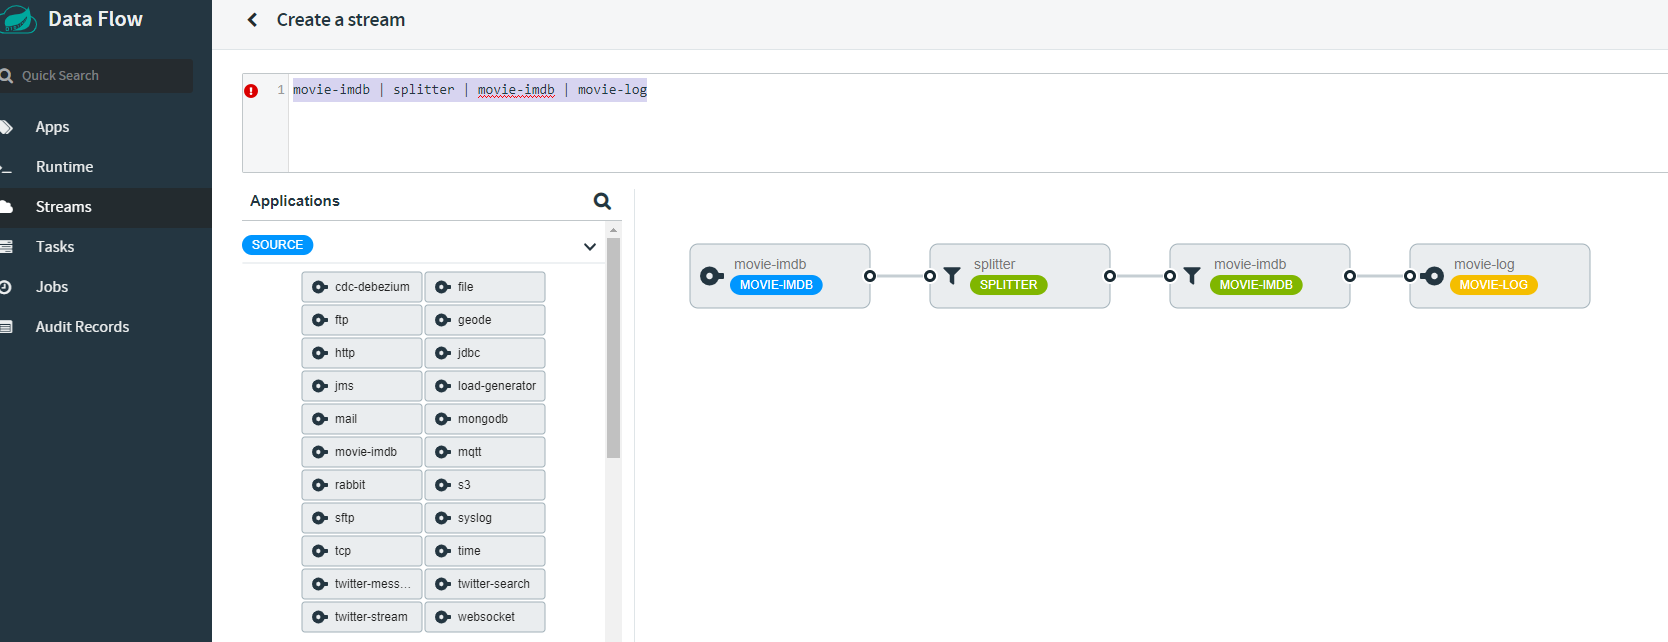 Data Flow
Create a stream
Quick Search
1 movie-imdb | splitter | movie-imdb | movie-log
Apps
Runtime
Streams
Tasks
Jobs
Audit Records
Applications
SOURCE
cdc-debezium file
ftp geode
http jdbc
jms load-generator
mail mongodb
movie-imdb mqtt
rabbit s3
sftp syslog
tcp time
twitter-mess... twitter-search
twitter-stream websocket
movie-imdb
MOVIE-IMDB
splitter
SPLITTER
movie-imdb
MOVIE-IMDB
movie-log
MOVIE-LOG